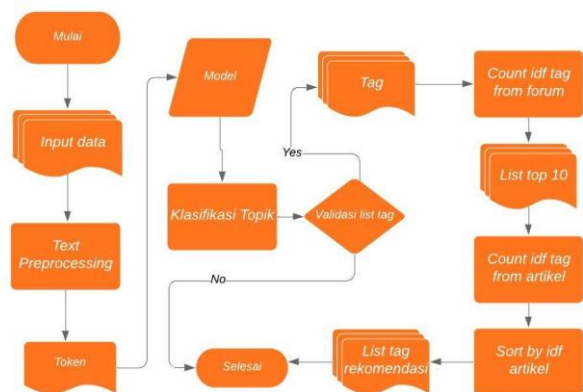 Mulai
Input data
Text
Preprocessing
Token
Model
Klasifikasi Topik
Validasi list tag
Yes
No
Tag
Count idf tag
from forum
List top 10
Count idf tag
from artikel
Sort by idf
artikel
List tag
rekomendasi
Selesai